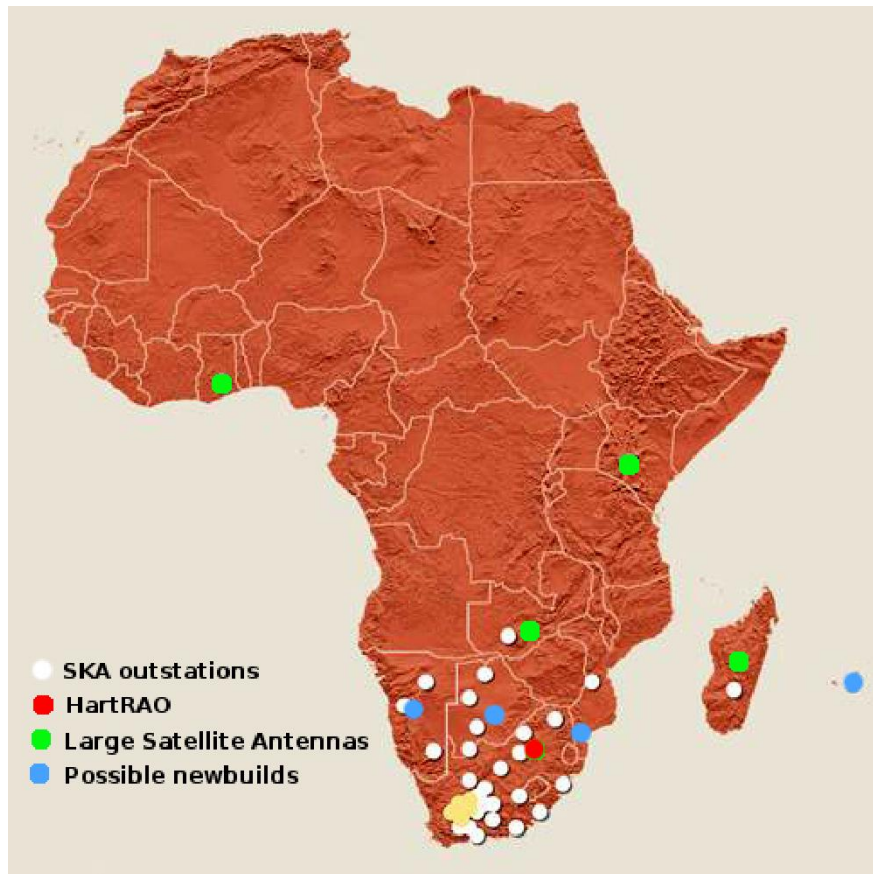 SKA outstations
HartRAO
Large Satellite Antennas
Possible newbuilds